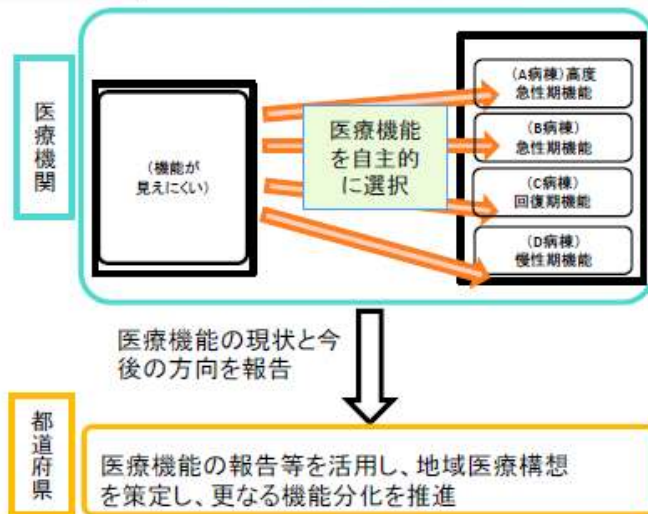 医療機関
(機能が
見えにくい)
医療機能
を自主的
に選択
(A病棟)高度
急性期機能
(B病棟)
急性期機能
(C病棟)
回復期機能
(D病棟)
慢性期機能
医療機能の現状と今
後の方向を報告
都道府県
医療機能の報告等を活用し、地域医療構想
を策定し、更なる機能分化を推進